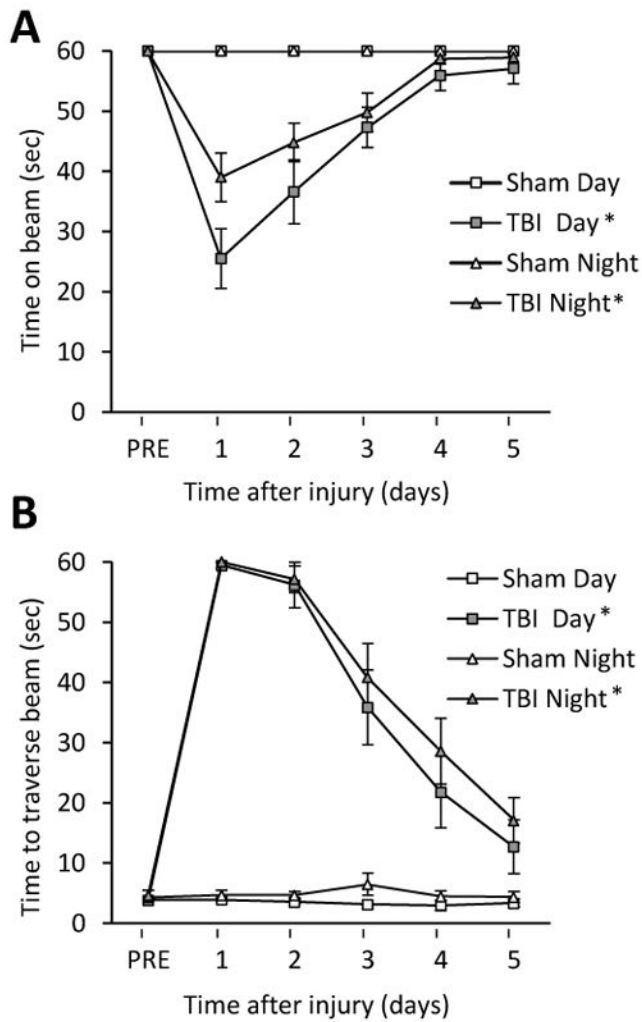 A
Time on beam (sec)
60
50
40
30
20
10
0
Sham Day
TBI Day *
Sham Night
TBI Night*
PRE 1 2 3 4 5
Time after injury (days)
B
Time to traverse beam (sec)
60
50
40
30
20
10
0
Sham Day
TBI Day *
Sham Night
TBI Night*
PRE 1 2 3 4 5
Time after injury (days)